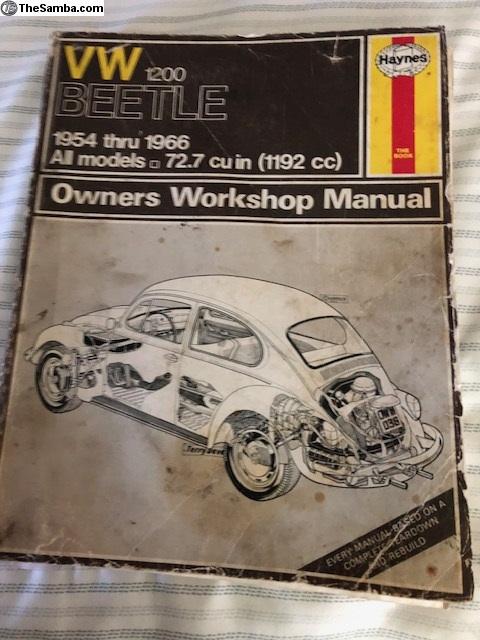 TheSamba.com
VW 1200
BEETLE
1954 thru 1966
All models □ 72.7 cu in (1192 cc)
Haynes
THE
BOOK
Owners Workshop Manual
Terry
EVERY MANUAL BASED ON A
COMPLETE TEARDOWN
AND REBUILD